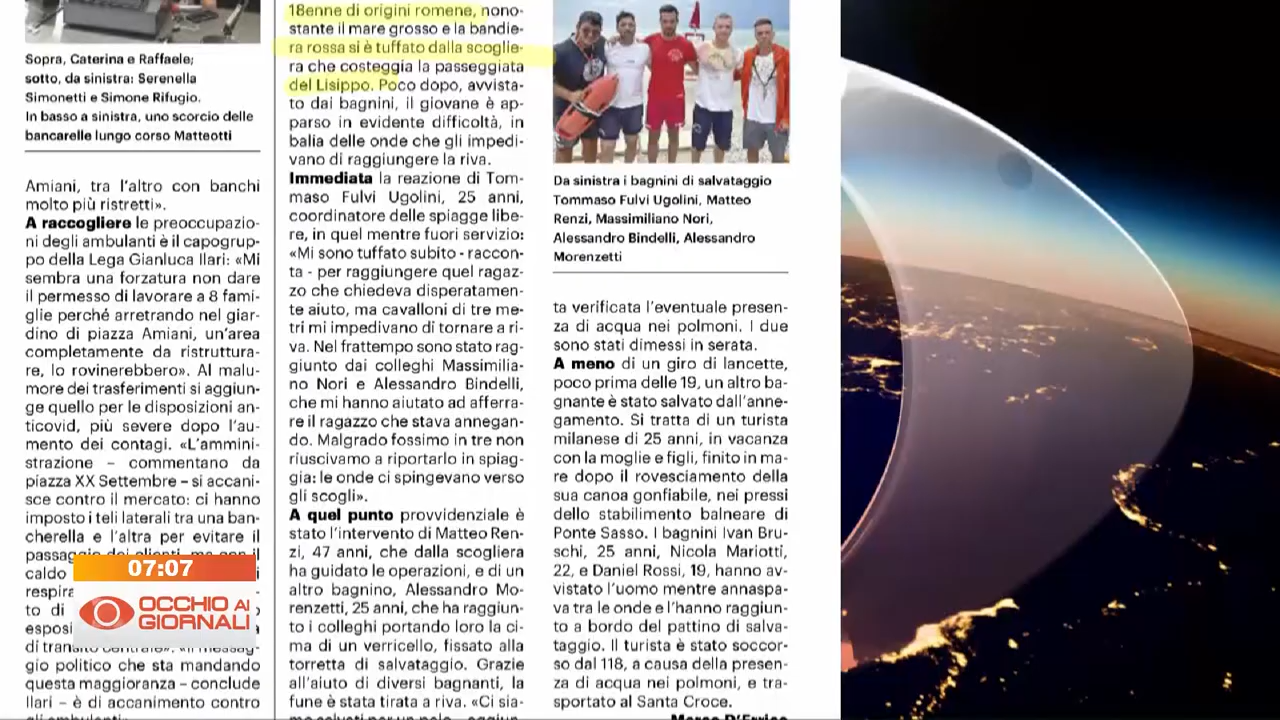 Sopra, Caterina e Raffaele;
sotto, da sinistra: Serenella
Simonetti e Simone Rifugio.
In basso a sinistra, uno scorcio delle
bancarelle lungo corso Matteotti
Amiani, tra l'altro con banchi
molto più ristretti».
A raccogliere le preoccupazio-
ni degli ambulanti è il capogrup-
po della Lega Gianluca Ilari: «Mi
sembra una forzatura non dare
il permesso di lavorare a 8 fami-
glie perché arretrando nel giar-
dino di piazza Amiani, un'area
completamente da ristruttura-
re, lo rovinerebbero». Al malu-
more dei trasferimenti si aggiun-
ge quello per le disposizioni an-
ticovid, più severe dopo l'au-
mento dei contagi. «L'ammini-
strazione – commentano da
piazza XX Settembre – si accani-
sce contro il mercato: ci hanno
imposto i teli laterali tra una ban-
cherella e l'altra per evitare il
caldo
respira
to di
esposi
di
gio politico che sta mandando
questa maggioranza – conclude
Ilari – è di accanimento contro
gli ambulanti».
18enne di origini romene, nono-
stante il mare grosso e la bandie-
ra rossa si è tuffato dalla scoglie-
ra che costeggia la passeggiata
del Lisippo. Poco dopo, avvista-
to dai bagnini, il giovane è ap-
parso in evidente difficoltà, in
balia delle onde che gli impedi-
vano di raggiungere la riva.
Immediata la reazione di Tom-
maso Fulvi Ugolini, 25 anni,
coordinatore delle spiagge libe-
re, in quel mentre fuori servizio:
«Mi sono tuffato subito - raccon-
ta - per raggiungere quel ragaz-
zo che chiedeva disperatamen-
te aiuto, ma cavalloni di tre me-
tri mi impedivano di tornare a ri-
va. Nel frattempo sono stato rag-
giunto dai colleghi Massimilia-
no Nori e Alessandro Bindelli,
che mi hanno aiutato ad afferra-
re il ragazzo che stava annegan-
do. Malgrado fossimo in tre non
riuscivamo a riportarlo in spiag-
gia: le onde ci spingevano verso
gli scogli».
A quel punto provvidenziale è
stato l'intervento di Matteo Ren-
zi, 47 anni, che dalla scogliera
ha guidato le operazioni, e di un
altro bagnino, Alessandro Mo-
renzetti, 25 anni, che ha raggiun-
to i colleghi portando loro la ci-
ma di un verricello, fissato alla
torretta di salvataggio. Grazie
all'aiuto di diversi bagnanti, la
fune è stata tirata a riva. «Ci sia-
Da sinistra i bagnini di salvataggio
Tommaso Fulvi Ugolini, Matteo
Renzi, Massimiliano Nori,
Alessandro Bindelli, Alessandro
Morenzetti
ta verificata l'eventuale presen-
za di acqua nei polmoni. I due
sono stati dimessi in serata.
A meno di un giro di lancette,
poco prima delle 19, un altro ba-
gnante è stato salvato dall'anne-
gamento. Si tratta di un turista
milanese di 25 anni, in vacanza
con la moglie e figli, finito in ma-
re dopo il rovesciamento della
sua canoa gonfiabile, nei pressi
dello stabilimento balneare di
Ponte Sasso. I bagnini Ivan Bru-
schi, 25 anni, Nicola Mariotti,
22, e Daniel Rossi, 19, hanno av-
vistato l'uomo mentre annaspa-
va tra le onde e l'hanno raggiun-
to a bordo del pattino di salva-
taggio. Il turista è stato soccor-
so dal 118, a causa della presen-
za di acqua nei polmoni, e tra-
sportato al Santa Croce.
07:07
OCCHIO AI
GIORNALI